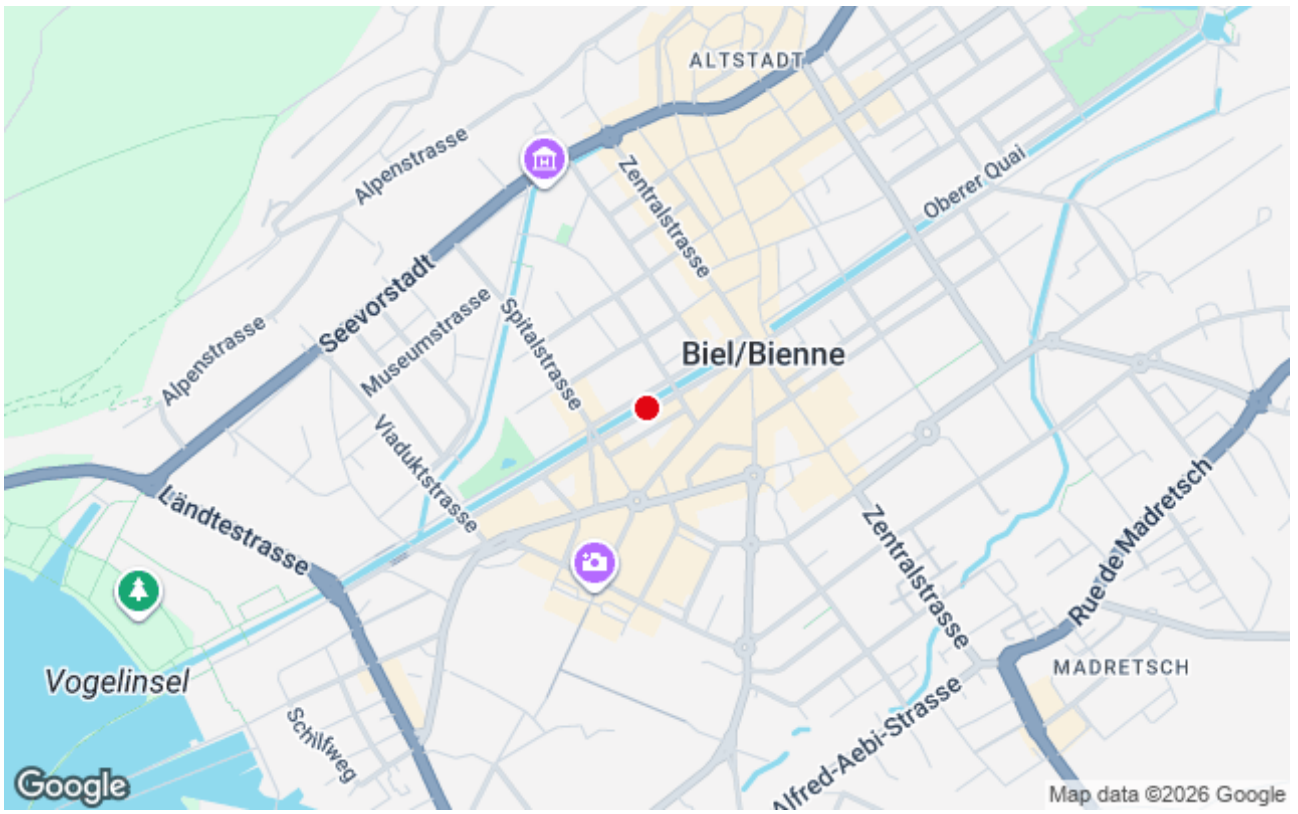 ALTSTADT
Alpenstrasse
Oberer Quai
Zentralstrasse
Seevorstadt
Museumstrasse
Spitalstrasse
Alpenstrasse
Biel/Bienne
Viaduktstrasse
Ländtestrasse
Zentralstrasse
Rue de Madretsch
Vogelinsel
MADRETSCH
Schilfweg
Alfred-Aebi-Strasse
Google
Map data ©2026 Google